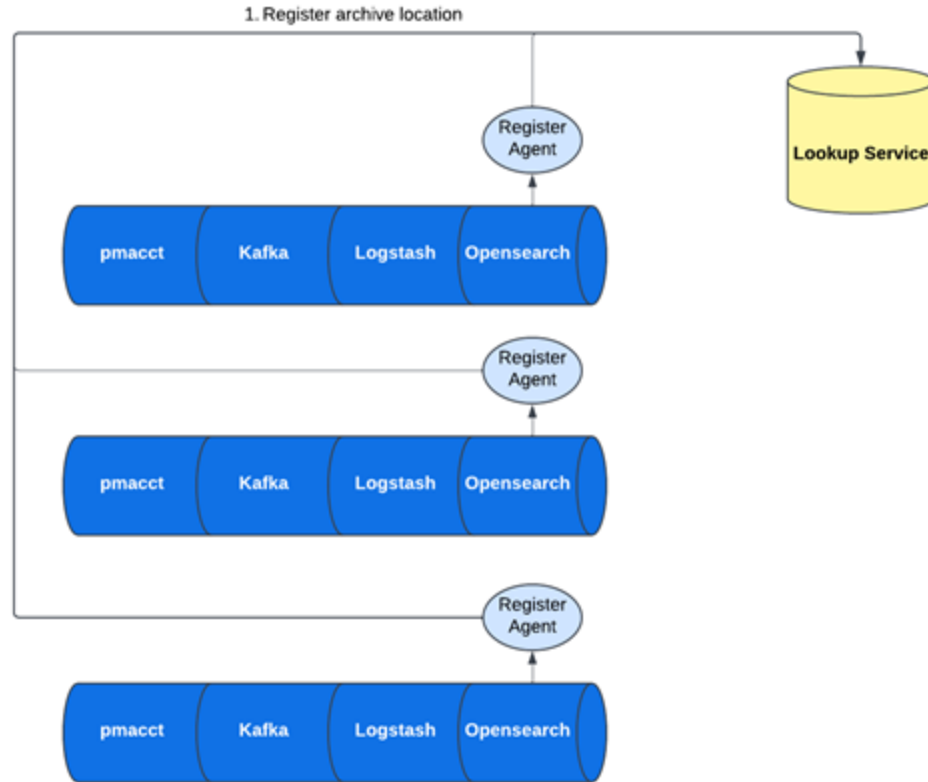 1. Register archive location
Register
Agent
Lookup Service
pmacct
Kafka
Logstash
Opensearch
Register
Agent
pmacct
Kafka
Logstash
Opensearch
Register
Agent
pmacct
Kafka
Logstash
Opensearch